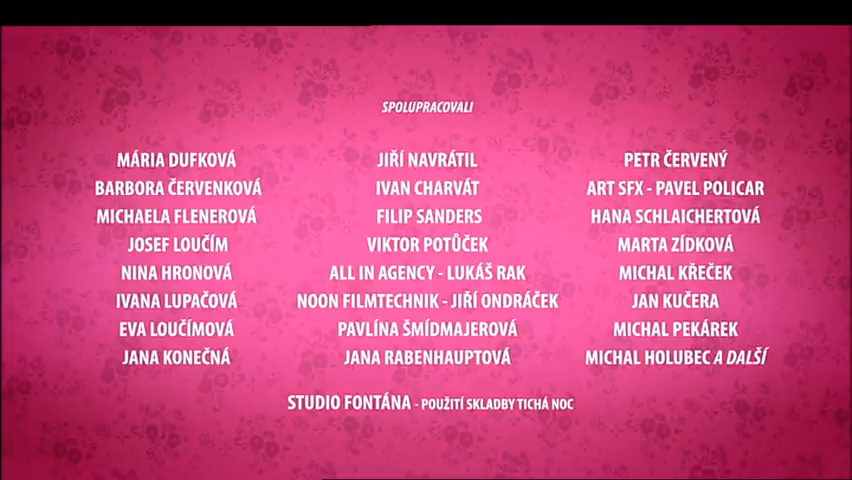 SPOLUPRACOVALI
MÁRIA DUFKOVÁ
BARBORA ČERVENKOVÁ
MICHAELA FLENEROVÁ
JOSEF LOUČÍM
NINA HRONOVÁ
IVANA LUPAČOVÁ
EVA LOUČÍMOVÁ
JANA KONEČNÁ
JIŘÍ NAVRÁTIL
IVAN CHARVÁT
FILIP SANDERS
VIKTOR POTŮČEK
ALL IN AGENCY - LUKÁŠ RAK
NOON FILMTECHNIK - JIŘÍ ONDRÁČEK
PAVLÍNA ŠMÍDMAJEROVÁ
JANA RABENHAUPTOVÁ
PETR ČERVENÝ
ART SFX - PAVEL POLICAR
HANA SCHLAICHERTOVÁ
MARTA ZÍDKOVÁ
MICHAL KŘEČEK
JAN KUČERA
MICHAL PEKÁREK
MICHAL HOLUBEC A DALŠÍ
STUDIO FONTÁNA - POUŽITÍ SKLADBY TICHÁ NOC